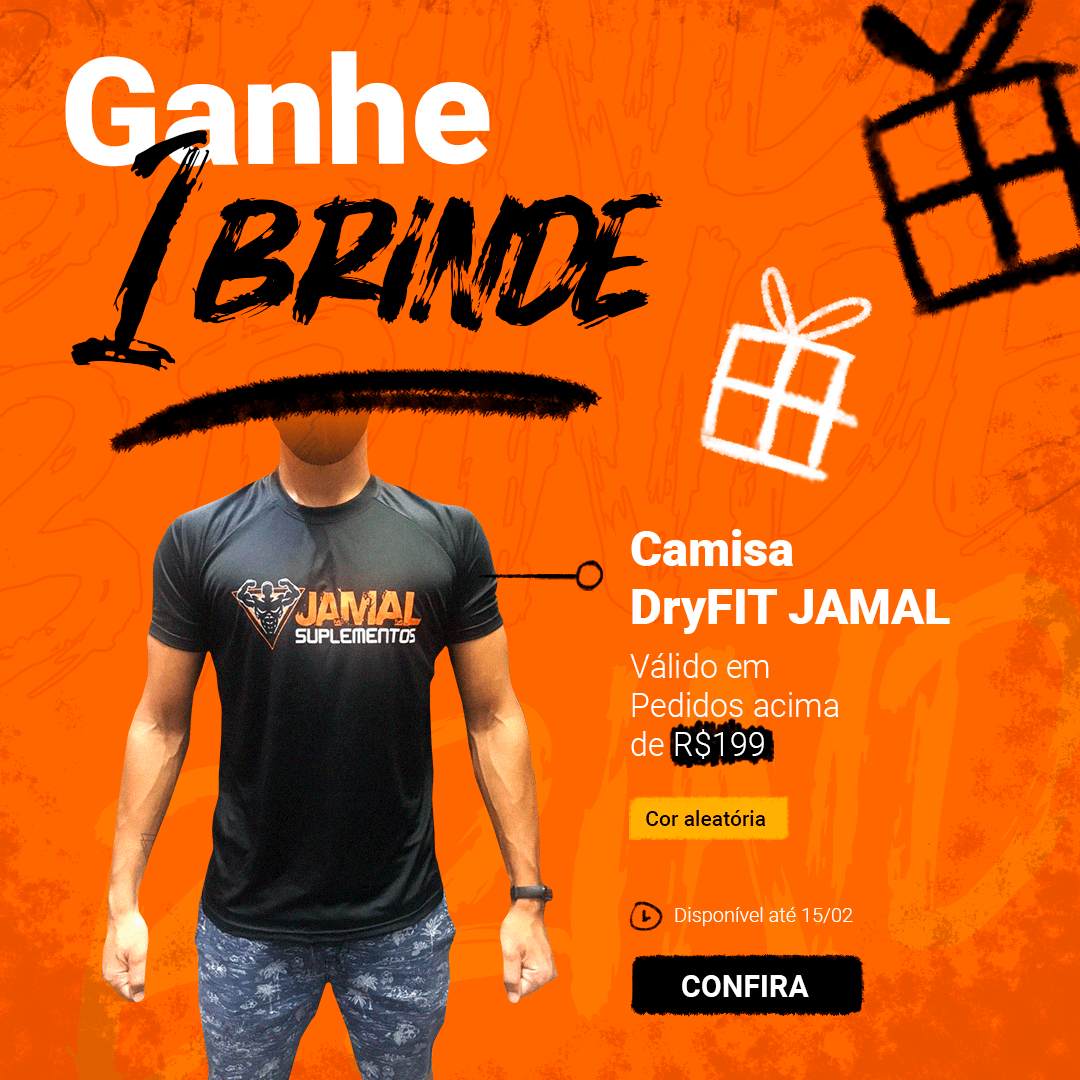 Ganhe
1 BRINDE
JAMAL
SUPLEMENTOS
Camisa
DryFIT JAMAL
Válido em
Pedidos acima
de R$199
Cor aleatória
Disponível até 15/02
CONFIRA